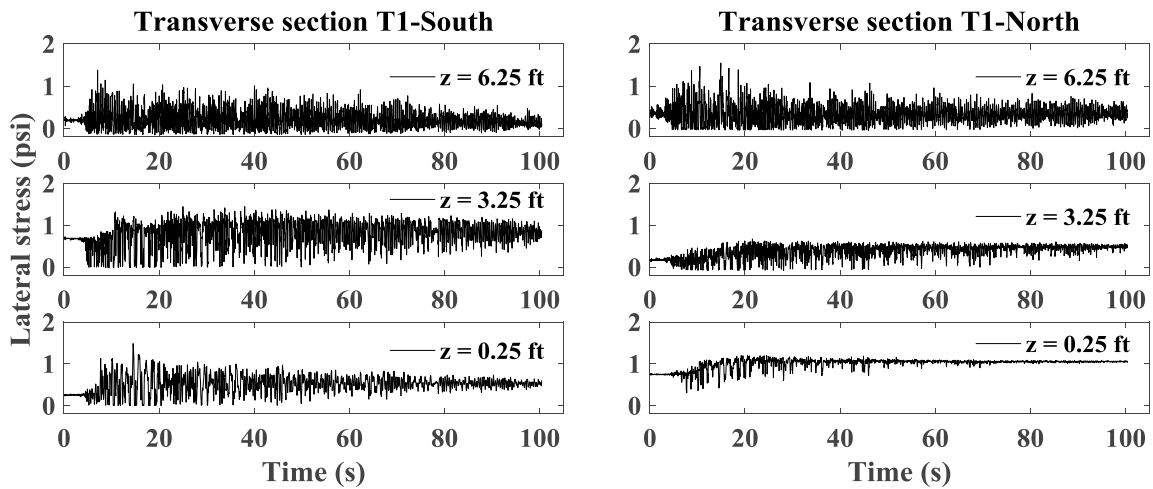 Transverse section T1-South
Transverse section T1-North
Lateral stress (psi)
2
1
0
z = 6.25 ft
0 20 40 60 80 100
2
1
0
z = 3.25 ft
0 20 40 60 80 100
2
1
0
z = 0.25 ft
0 20 40 60 80 100
Time (s)
2
1
0
z = 6.25 ft
0 20 40 60 80 100
2
1
0
z = 3.25 ft
0 20 40 60 80 100
2
1
0
z = 0.25 ft
0 20 40 60 80 100
Time (s)